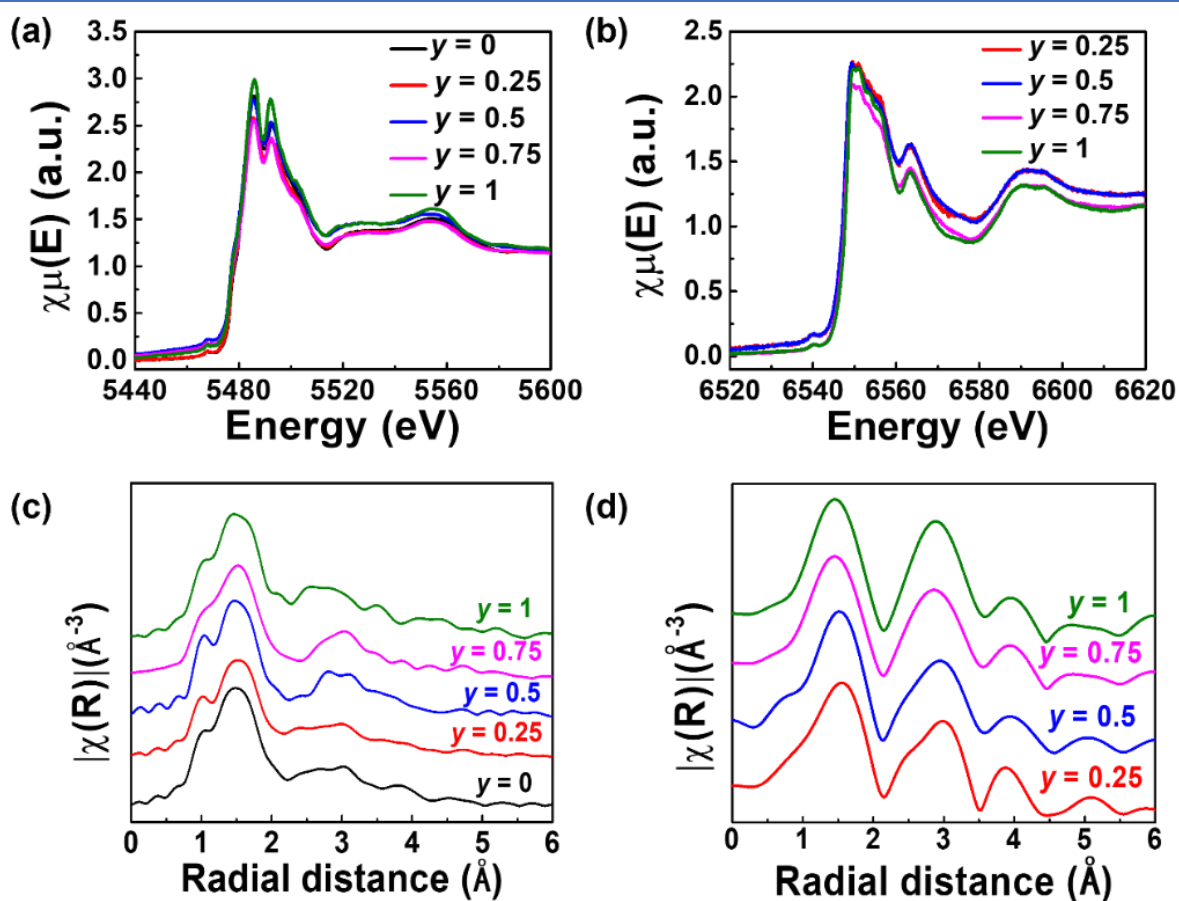 (a)
3.5
3.0
2.5
2.0
1.5
1.0
0.5
0.0
χμ(E) (a.u.)
y = 0
y = 0.25
y = 0.5
y = 0.75
y = 1
5440 5480 5520 5560 5600
Energy (eV)
(b)
2.5
2.0
1.5
1.0
0.5
0.0
χμ(E) (a.u.)
y = 0.25
y = 0.5
y = 0.75
y = 1
6520 6540 6560 6580 6600 6620
Energy (eV)
(c)
|χ(R)|(Å⁻³)
y = 1
y = 0.75
y = 0.5
y = 0.25
y = 0
0 1 2 3 4 5 6
Radial distance (Å)
(d)
|χ(R)|(Å⁻³)
y = 1
y = 0.75
y = 0.5
y = 0.25
0 1 2 3 4 5 6
Radial distance (Å)